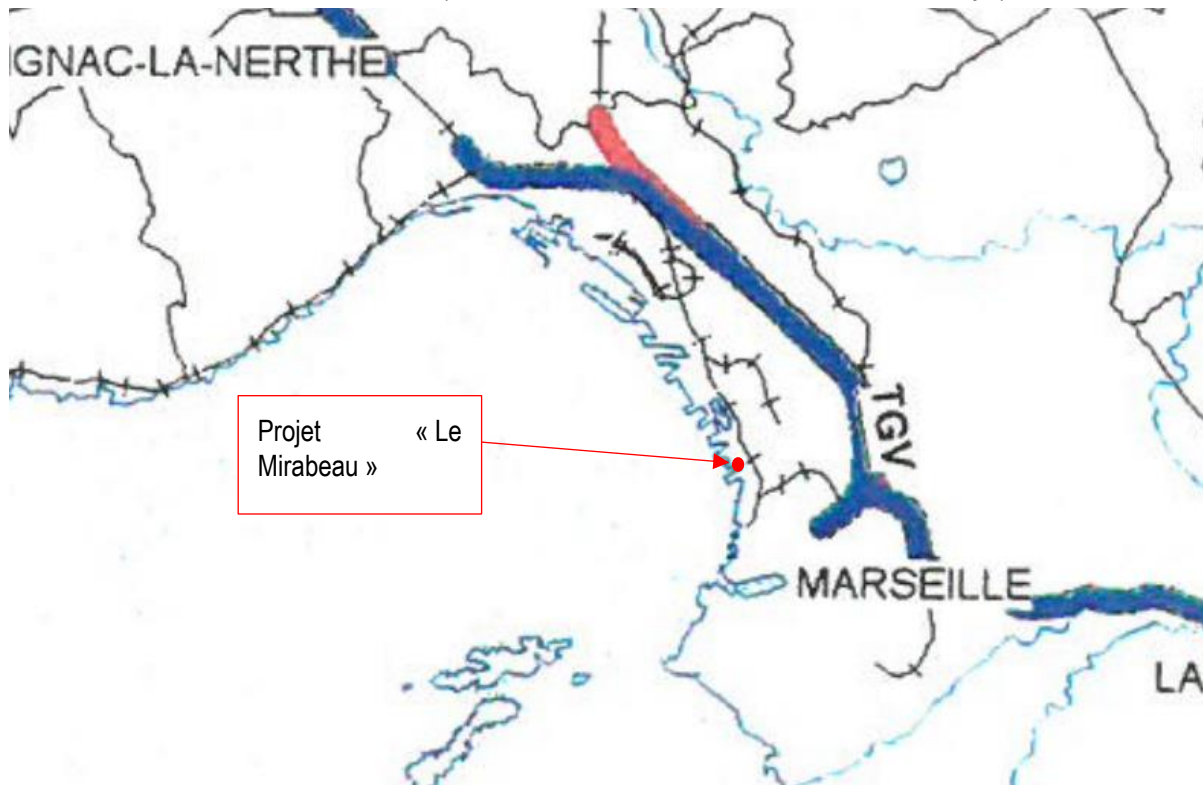 IGNAC-LA-NERTHE
Projet « Le
Mirabeau »
TGV
MARSEILLE
LA